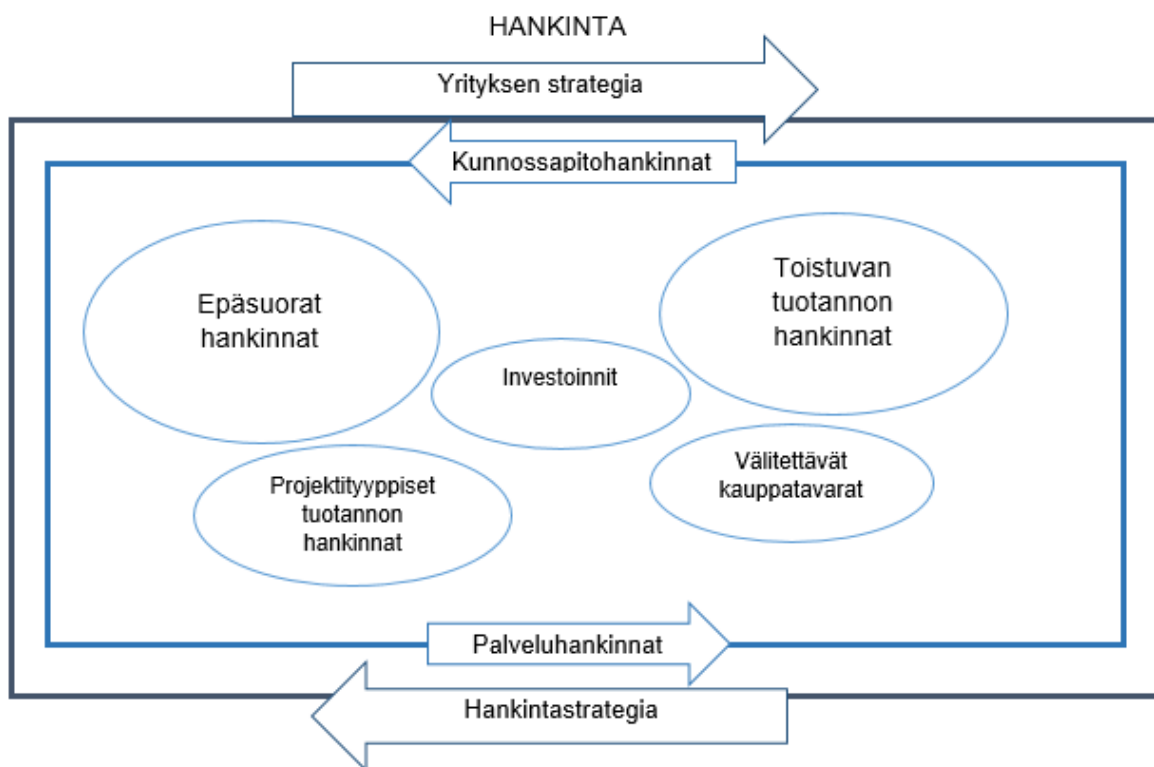 HANKINTA
Yrityksen strategia
Kunnossapitohankinnat
Epäsuorat
hankinnat
Toistuvan
tuotannon
hankinnat
Investoinnit
Projektityyppiset
tuotannon
hankinnat
Välitettävät
kauppatavarat
Palveluhankinnat
Hankintastrategia